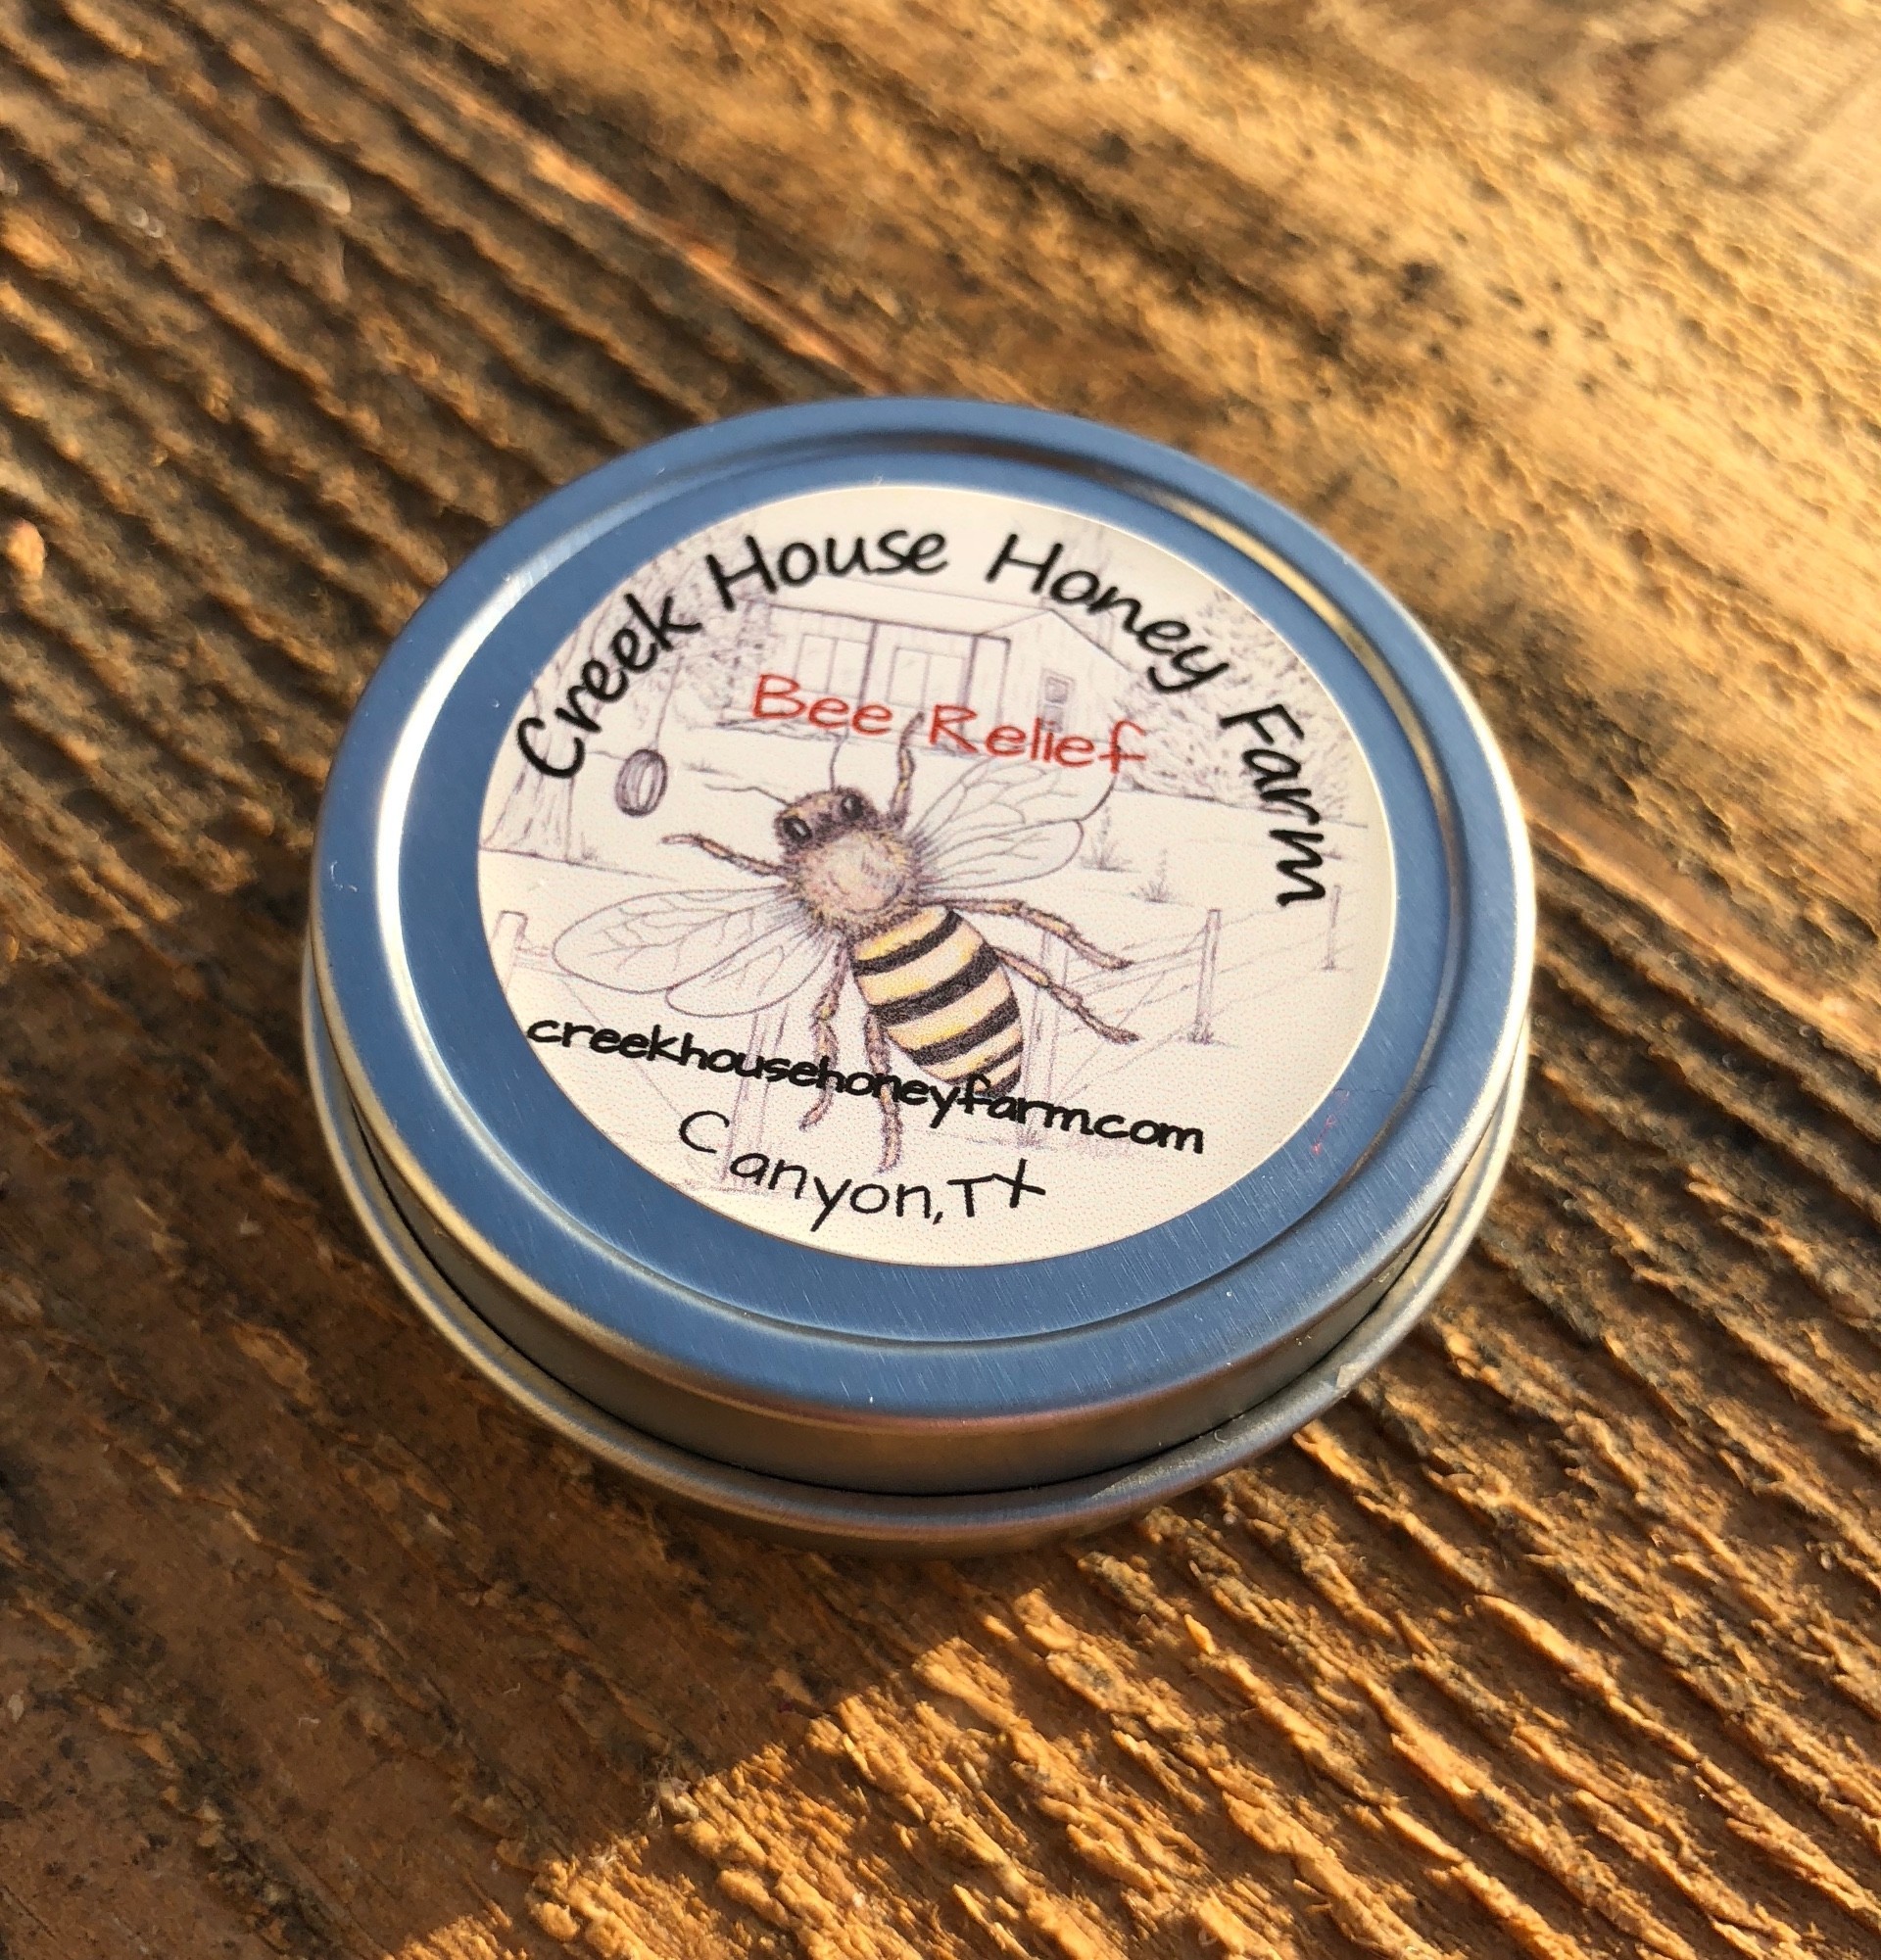 Creek House Honey Farm
Bee Relief
creekhousehoneyfarm.com
Canyon, TX